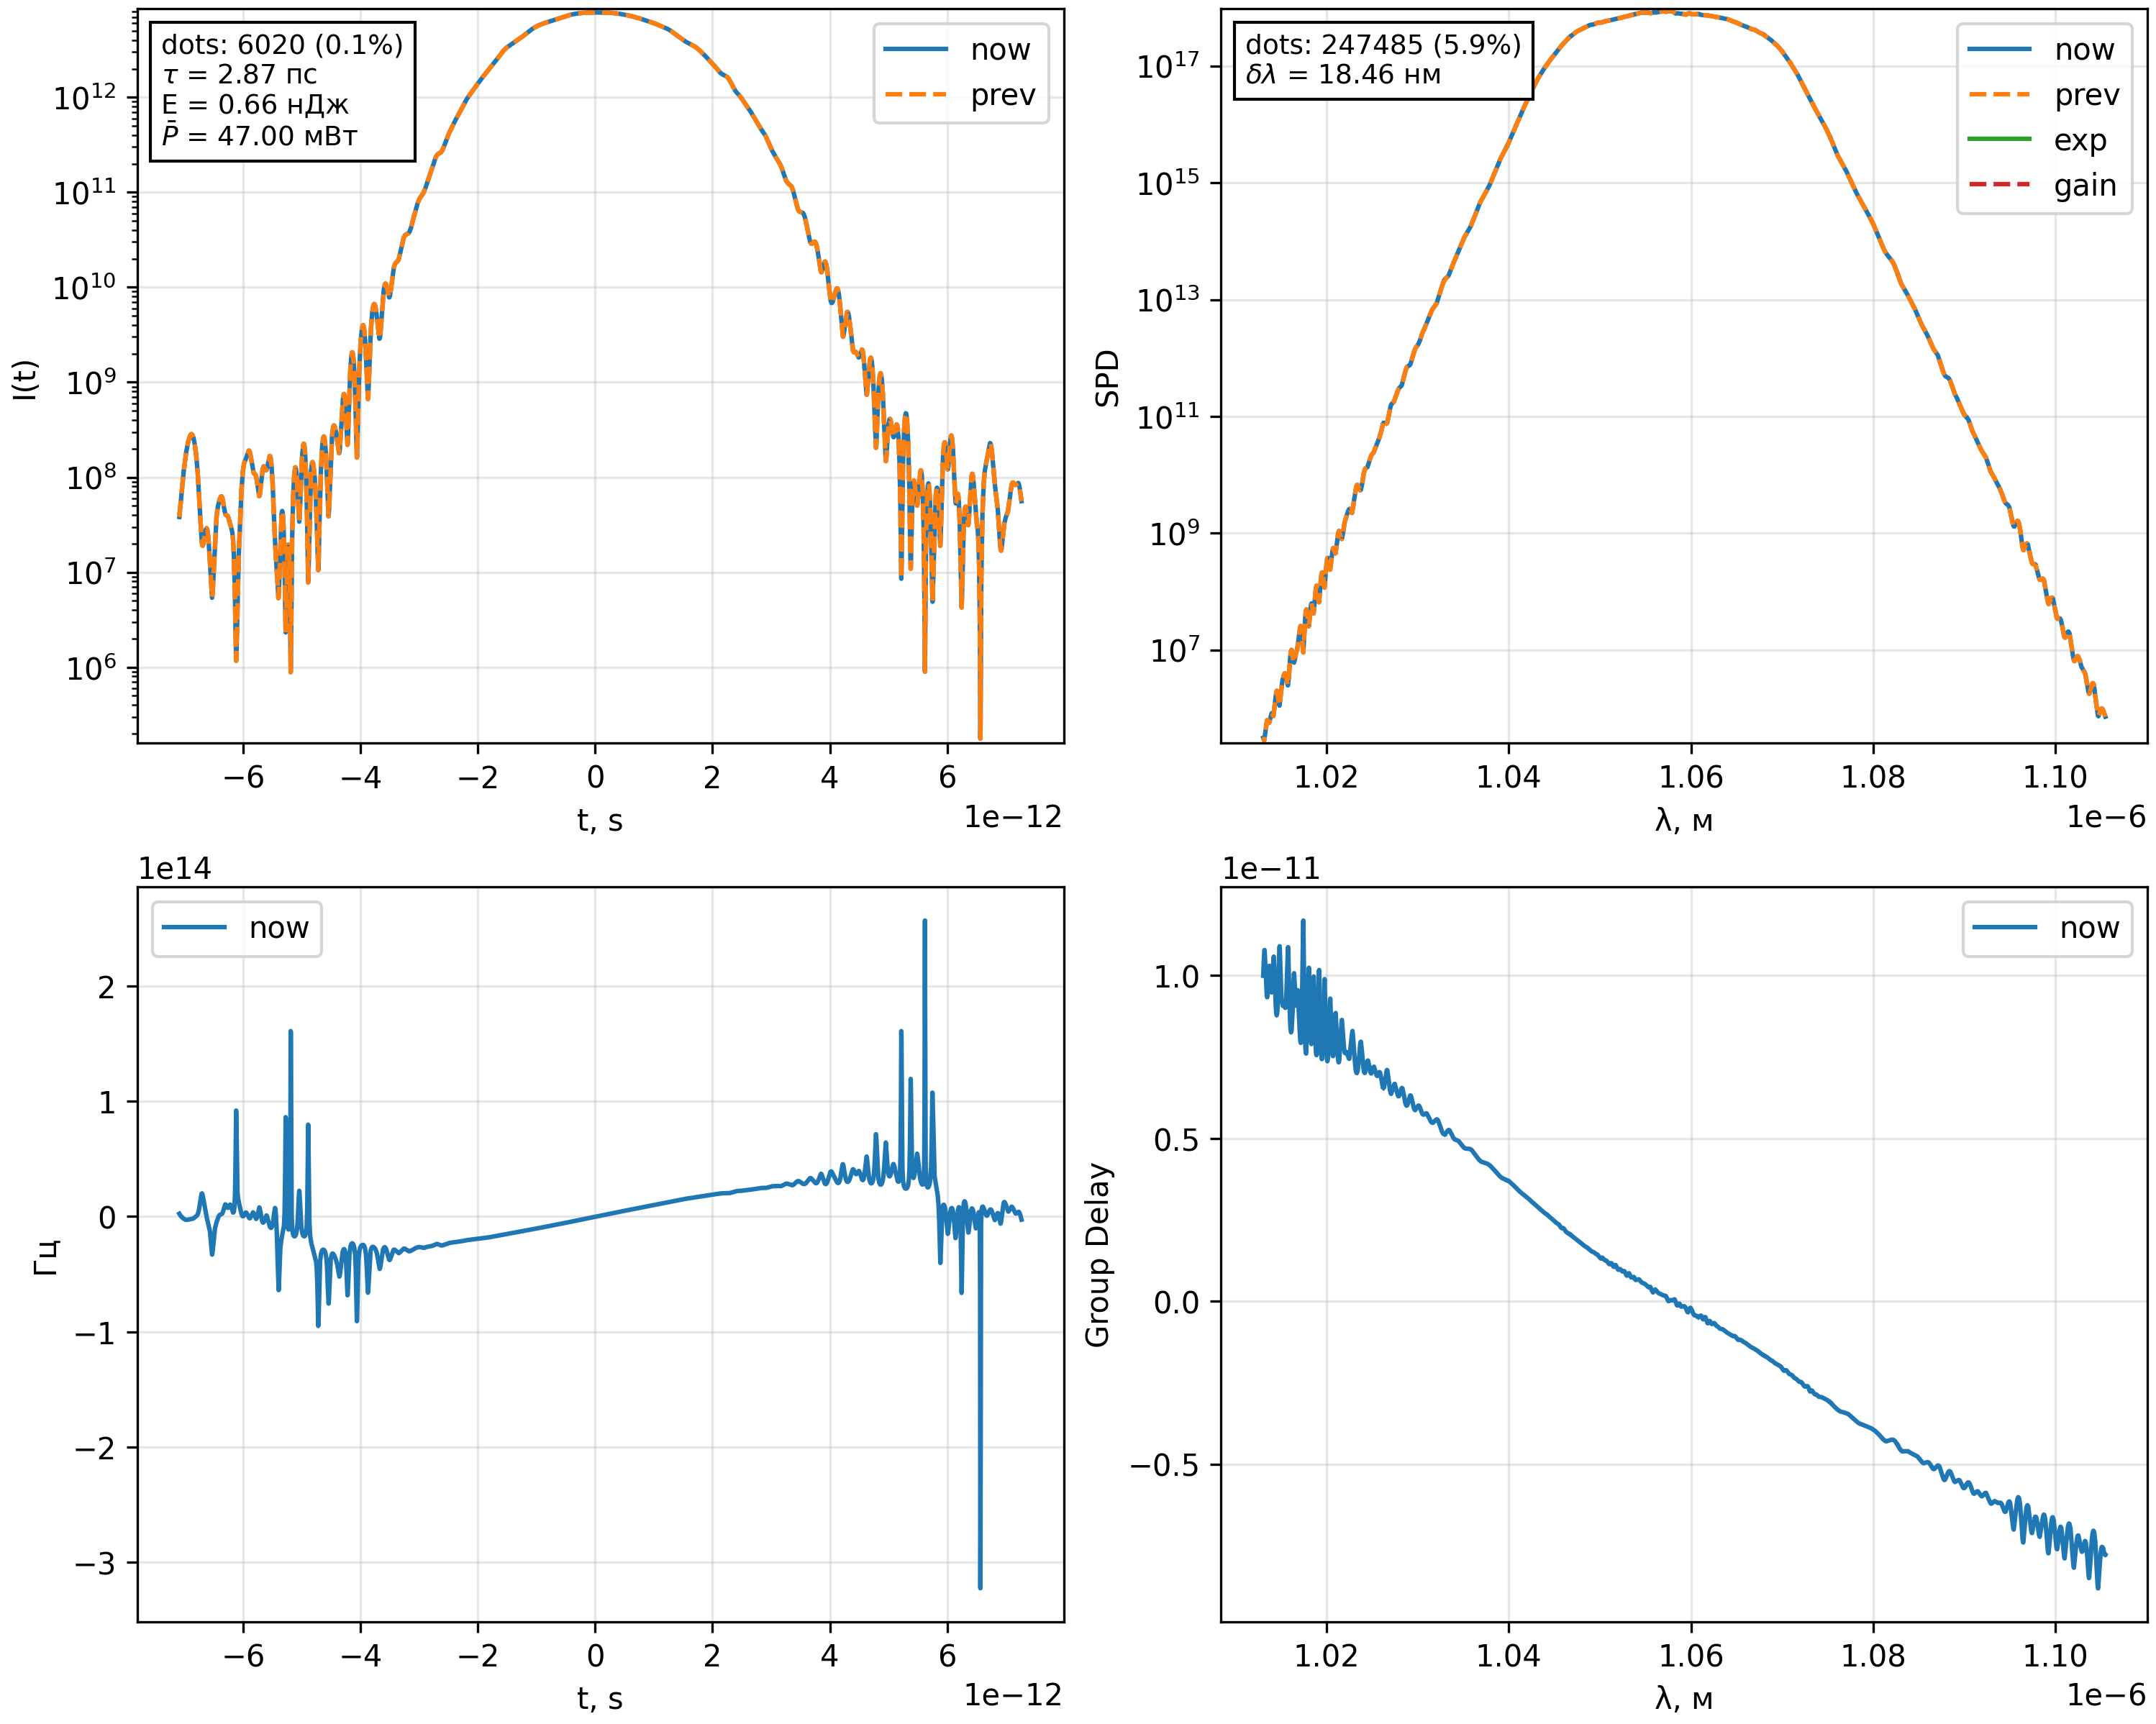 dots: 6020 (0.1%)
τ = 2.87 пс
E = 0.66 нДж
P̄ = 47.00 мВт
now
prev
10¹²
10¹¹
10¹⁰
10⁹
10⁸
10⁷
10⁶
I(t)
−6 −4 −2 0 2 4 6
t, s
1e−12
dots: 247485 (5.9%)
δλ = 18.46 нм
now
prev
exp
gain
10¹⁷
10¹⁵
10¹³
10¹¹
10⁹
10⁷
SPD
1.02 1.04 1.06 1.08 1.10
λ, м
1e−6
1e14
now
2
1
0
−1
−2
−3
Гц
−6 −4 −2 0 2 4 6
t, s
1e−12
1e−11
now
1.0
0.5
0.0
−0.5
Group Delay
1.02 1.04 1.06 1.08 1.10
λ, м
1e−6